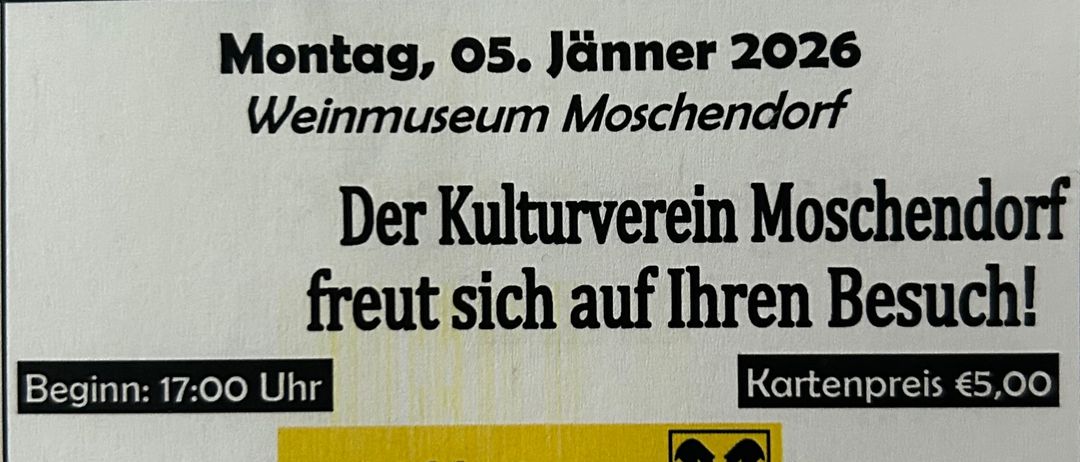 Montag, 05. Jänner 2026
Weinmuseum Moschendorf
Der Kulturverein Moschendorf
freut sich auf Ihren Besuch!
Beginn: 17:00 Uhr
Kartenpreis €5,00